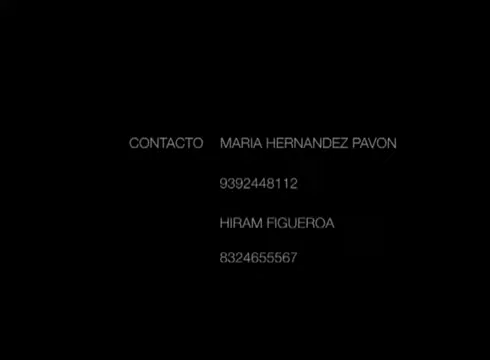 CONTACTO MARIA HERNANDEZ PAVON
9392448112
HIRAM FIGUEROA
8324655567